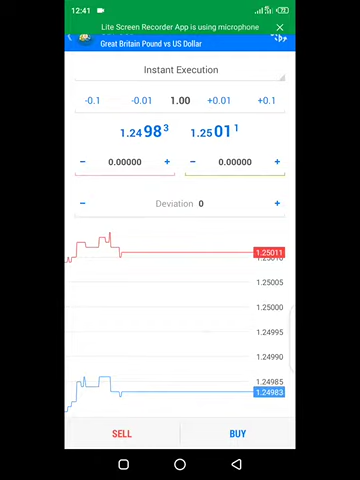 12:41
Lite Screen Recorder App is using microphone
Great Britain Pound vs US Dollar
Instant Execution
-0.1 -0.01 1.00 +0.01 +0.1
1.24983 1.25011
− 0.00000 + − 0.00000 +
− Deviation 0 +
1.25011
1.25005
1.25000
1.24995
1.24990
1.24985
1.24983
SELL BUY